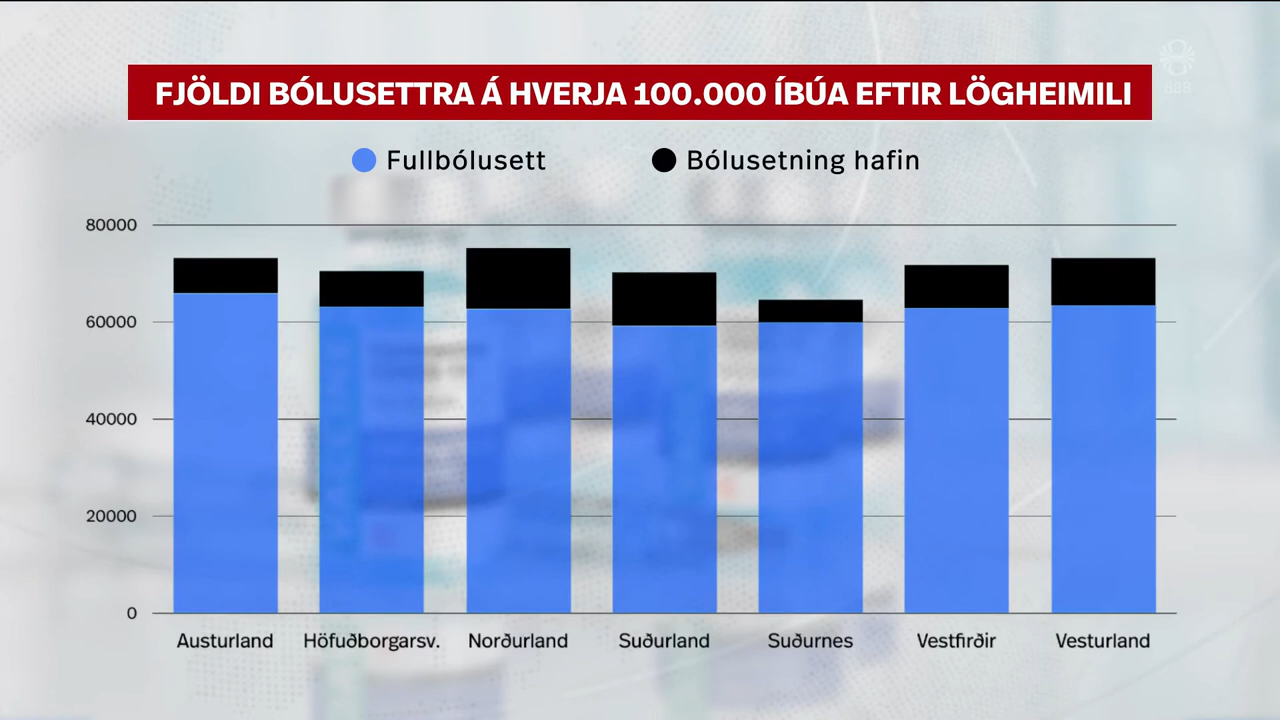 FJÖLDI BÓLUSETTRA Á HVERJA 100.000 ÍBÚA EFTIR LÖGHEIMILI
888
Fullbólusett Bólusetning hafin
80000
60000
40000
20000
0
Austurland Höfuðborgarsv. Norðurland Suðurland Suðurnes Vestfirðir Vesturland